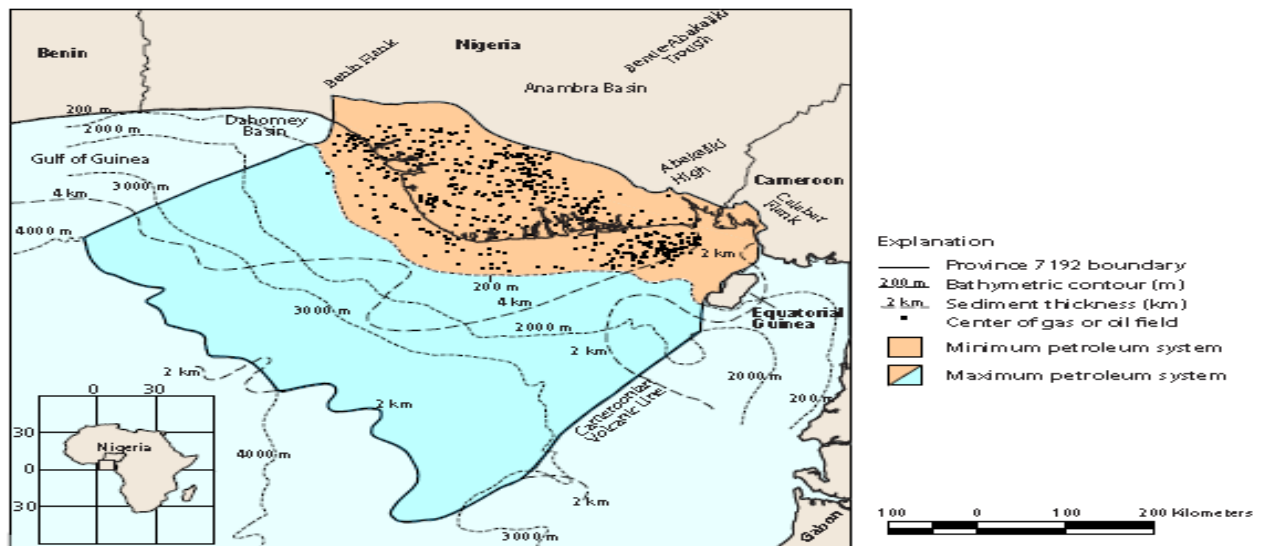 Nigeria
Benin
Benin Flank
Benue-Abakaliki
Trough
Anambra Basin
200 m
2000 m
Dahomey
Basin
Gulf of Guinea
3000 m
4 km
4000 m
Abakaliki
High
Cameroon
Calabar
Flank
2 km
200 m
4 km
3000 m
2000 m
Equatorial
Guinea
2 km
2000 m
200 m
2 km
2 km
Cameroonian
Volcanic Line
4000 m
2 km
3000 m
Gabon
0 30
30
Nigeria
0
30
Explanation
Province 7192 boundary
200 m Bathymetric contour (m)
2 km Sediment thickness (km)
Center of gas or oil field
Minimum petroleum system
Maximum petroleum system
100 0 100 200 Kilometers